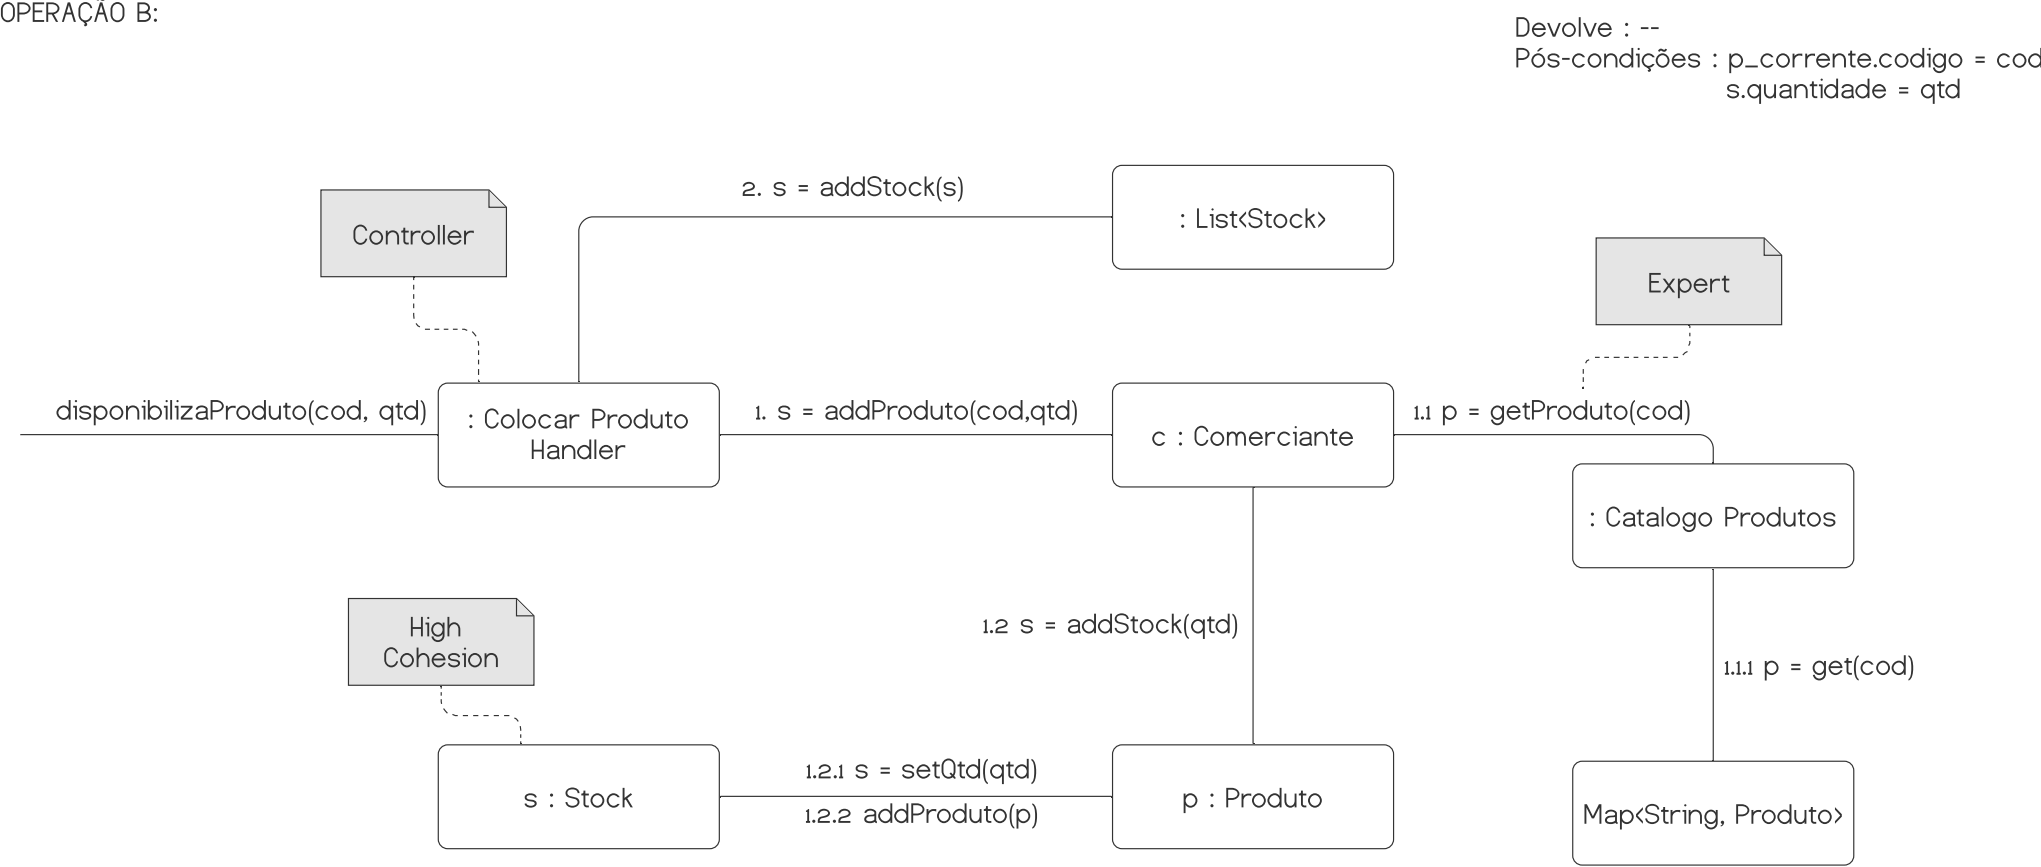 OPERAÇÃO B:
Devolve : --
Pós-condições : p_corrente.codigo = cod
s.quantidade = qtd
2. s = addStock(s)
: List<Stock>
Controller
Expert
disponibilizaProduto(cod, qtd)
: Colocar Produto
Handler
1. s = addProduto(cod,qtd)
c : Comerciante
1.1 p = getProduto(cod)
: Catalogo Produtos
High
Cohesion
1.2 s = addStock(qtd)
1.1.1 p = get(cod)
s : Stock
1.2.1 s = setQtd(qtd)
1.2.2 addProduto(p)
p : Produto
Map<String, Produto>